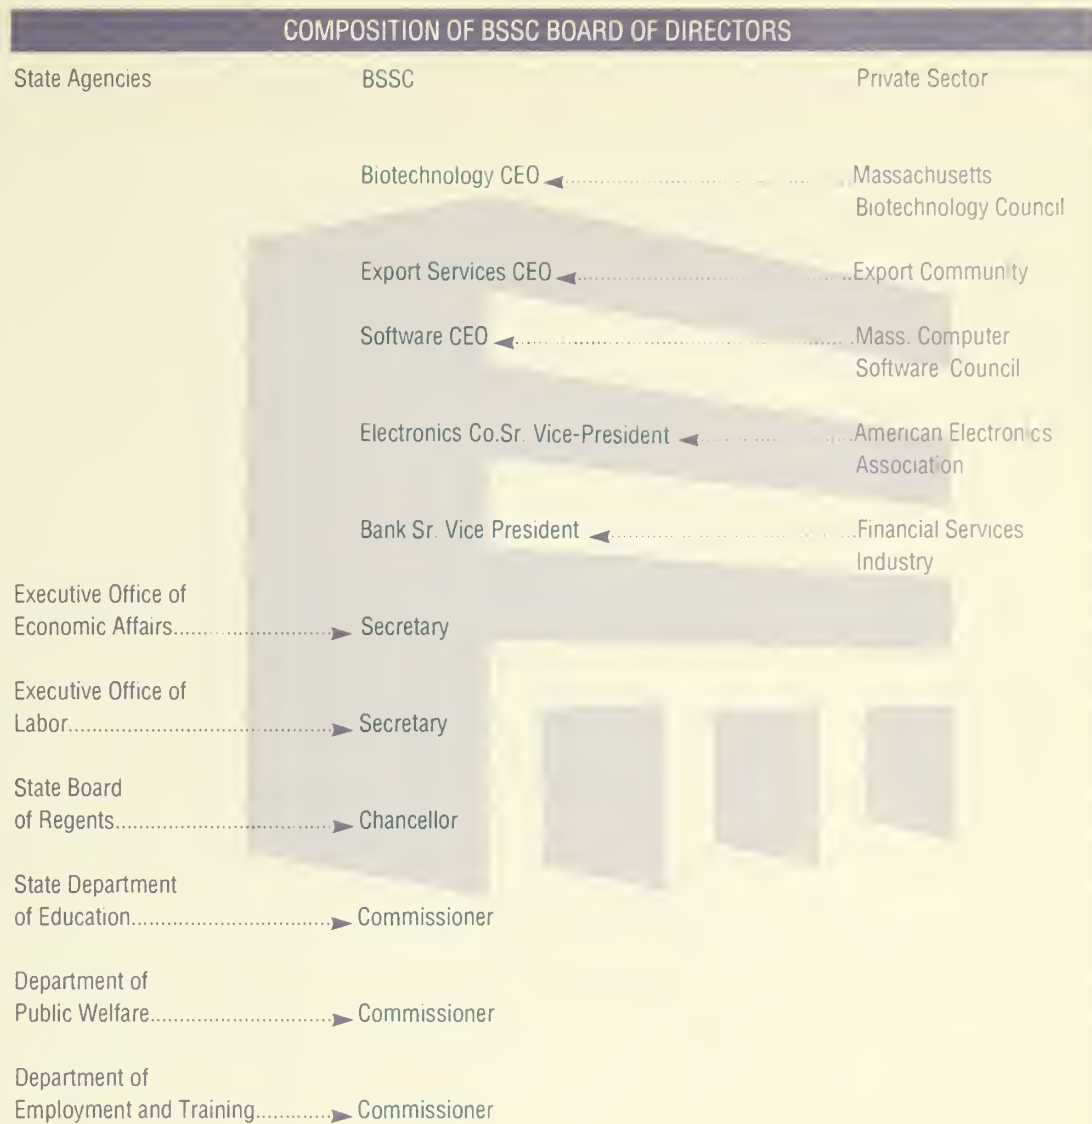 COMPOSITION OF BSSC BOARD OF DIRECTORS
State Agencies BSSC Private Sector
Biotechnology CEO Massachusetts
Biotechnology Council
Export Services CEO Export Community
Software CEO Mass. Computer
Software Council
Electronics Co.Sr. Vice-President American Electronics
Association
Bank Sr. Vice President Financial Services
Industry
Executive Office of
Economic Affairs Secretary
Executive Office of
Labor Secretary
State Board
of Regents Chancellor
State Department
of Education Commissioner
Department of
Public Welfare Commissioner
Department of
Employment and Training Commissioner